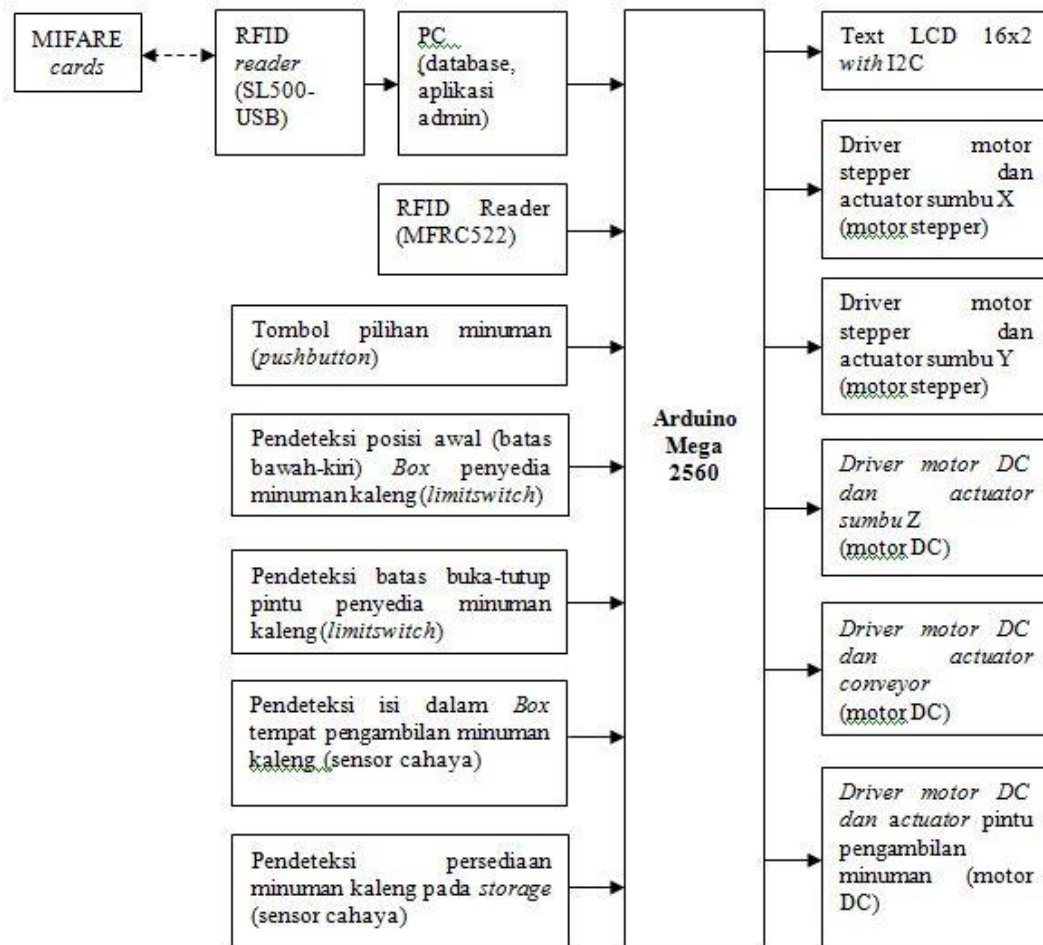 MIFARE
cards
RFID
reader
(SL500-
USB)
PC
(database,
aplikasi
admin)
RFID Reader
(MFRC522)
Tombol pilihan minuman
(pushbutton)
Pendeteksi posisi awal (batas
bawah-kiri) Box penyedia
minuman kaleng (limitswitch)
Pendeteksi batas buka-tutup
pintu penyedia minuman
kaleng (limitswitch)
Pendeteksi isi dalam Box
tempat pengambilan minuman
kaleng (sensor cahaya)
Pendeteksi persediaan
minuman kaleng pada storage
(sensor cahaya)
Arduino
Mega
2560
Text LCD 16x2
with I2C
Driver motor
stepper dan
actuator sumbu X
(motor stepper)
Driver motor
stepper dan
actuator sumbu Y
(motor stepper)
Driver motor DC
dan actuator
sumbu Z
(motor DC)
Driver motor DC
dan actuator
conveyor
(motor DC)
Driver motor DC
dan actuator pintu
pengambilan
minuman (motor
DC)